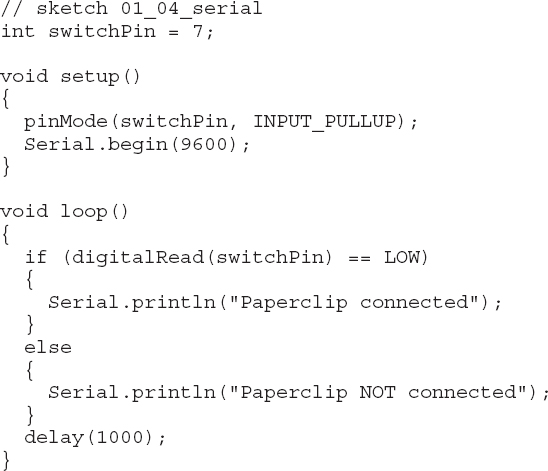 // sketch 01_04_serial
int switchPin = 7;

void setup()
{
  pinMode(switchPin, INPUT_PULLUP);
  Serial.begin(9600);
}

void loop()
{
  if (digitalRead(switchPin) == LOW)
  {
    Serial.println("Paperclip connected");
  }
  else
  {
    Serial.println("Paperclip NOT connected");
  }
  delay(1000);
}